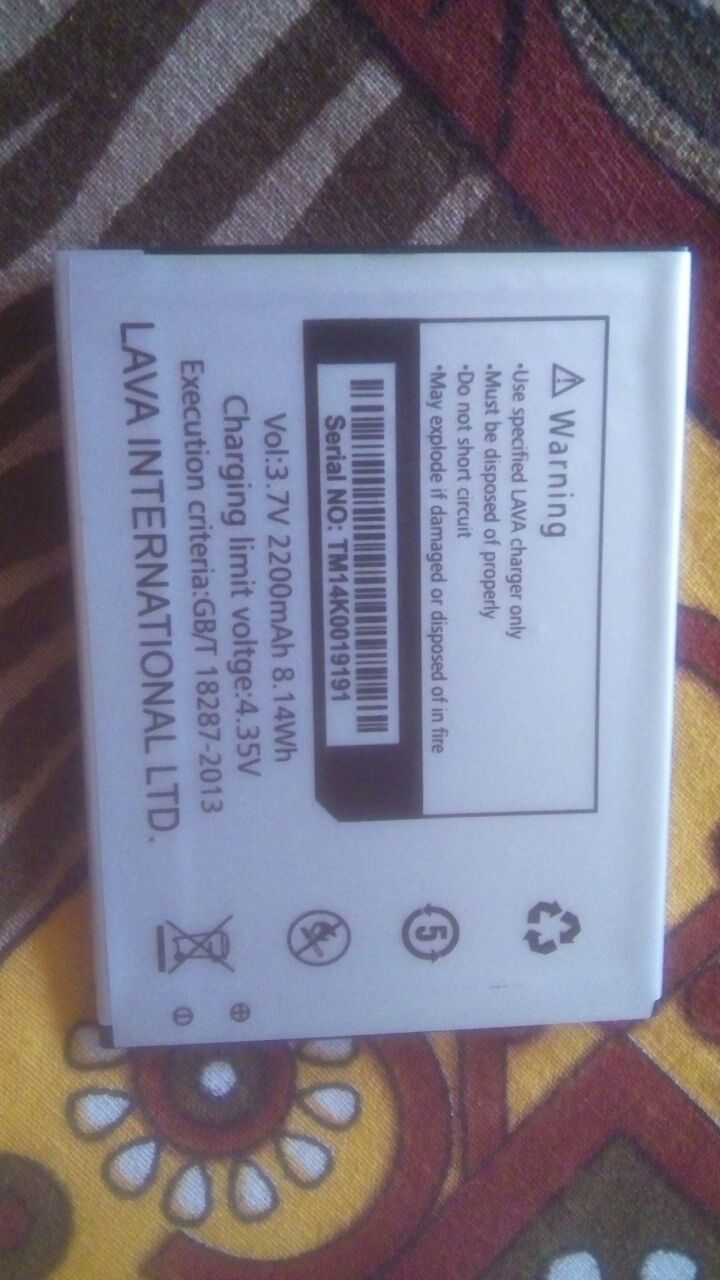 Warning
•Use specified LAVA charger only
•Must be disposed of properly
•Do not short circuit
•May explode if damaged or disposed of in fire
Serial NO: TM14K0019191
Vol:3.7V 2200mAh 8.14Wh
Charging limit voltge:4.35V
Execution criteria:GB/T 18287-2013
LAVA INTERNATIONAL LTD.
5
⊕
⊖